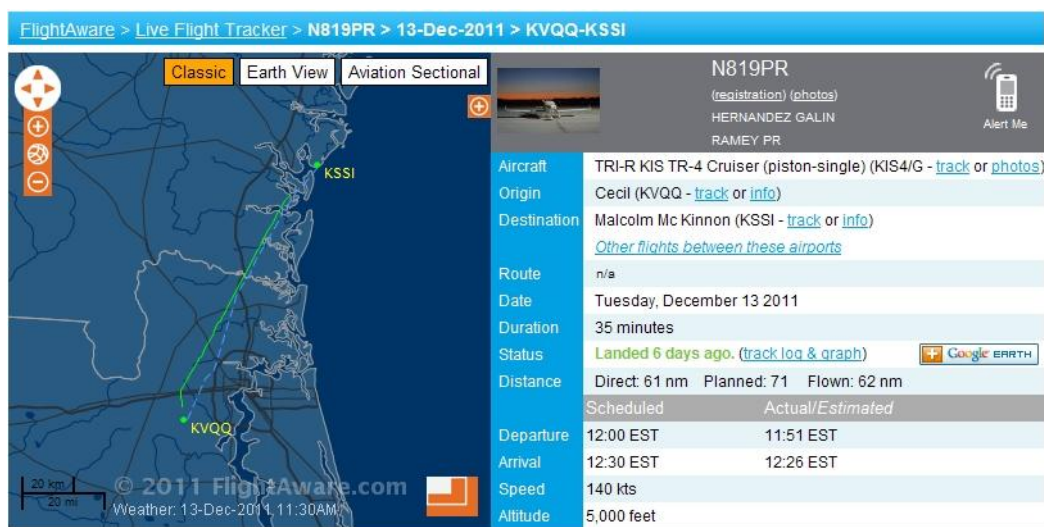 FlightAware > Live Flight Tracker > N819PR > 13-Dec-2011 > KVQQ-KSSI
Classic
Earth View
Aviation Sectional
KSSI
KVQQ
20 km
20 mi
© 2011 FlightAware.com
Weather: 13-Dec-2011 11:30AM
N819PR
(registration) (photos)
HERNANDEZ GALIN
RAMEY PR
Alert Me
Aircraft TRI-R KIS TR-4 Cruiser (piston-single) (KIS4/G - track or photos)
Origin Cecil (KVQQ - track or info)
Destination Malcolm Mc Kinnon (KSSI - track or info)
Other flights between these airports
Route n/a
Date Tuesday, December 13 2011
Duration 35 minutes
Status Landed 6 days ago. (track log & graph) Google EARTH
Distance Direct: 61 nm Planned: 71 Flown: 62 nm
Scheduled Actual/Estimated
Departure 12:00 EST 11:51 EST
Arrival 12:30 EST 12:26 EST
Speed 140 kts
Altitude 5,000 feet